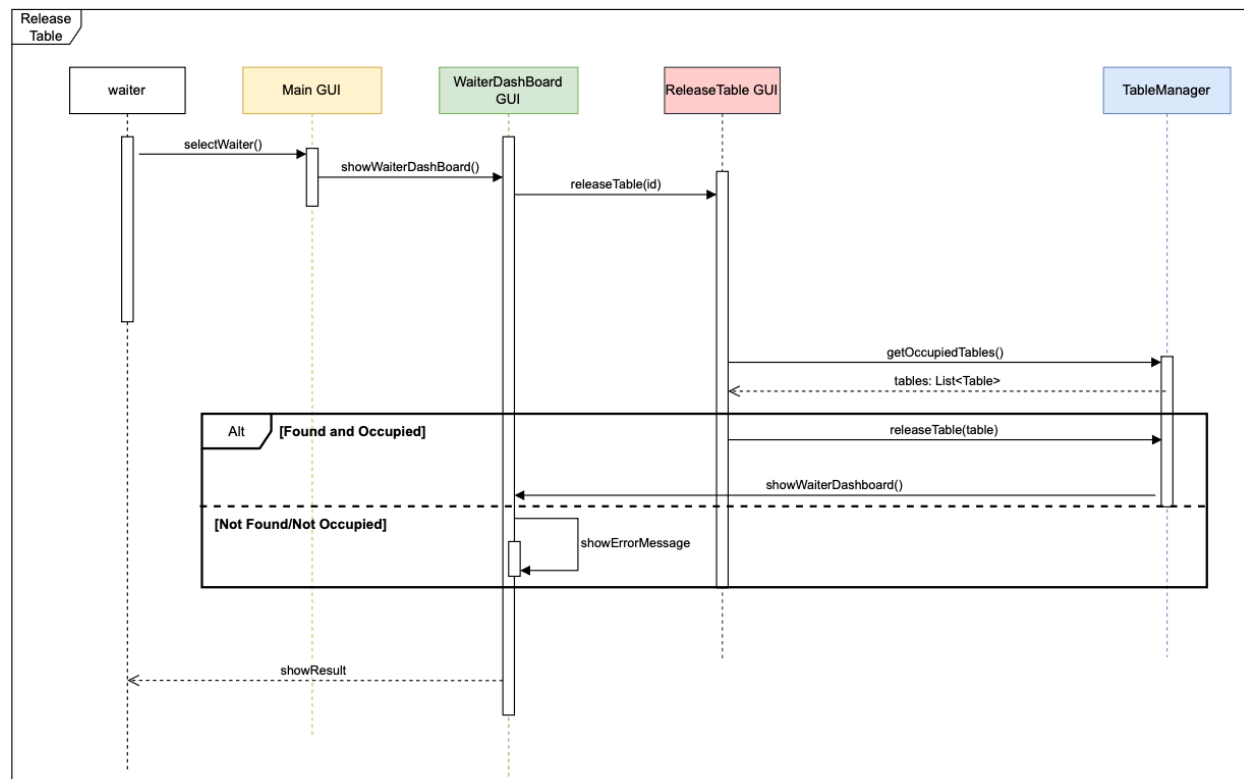 Release
Table
waiter
Main GUI
WaiterDashBoard
GUI
ReleaseTable GUI
TableManager
selectWaiter()
showWaiterDashBoard()
releaseTable(id)
getOccupiedTables()
tables: List<Table>
Alt
[Found and Occupied]
releaseTable(table)
showWaiterDashboard()
[Not Found/Not Occupied]
showErrorMessage
showResult